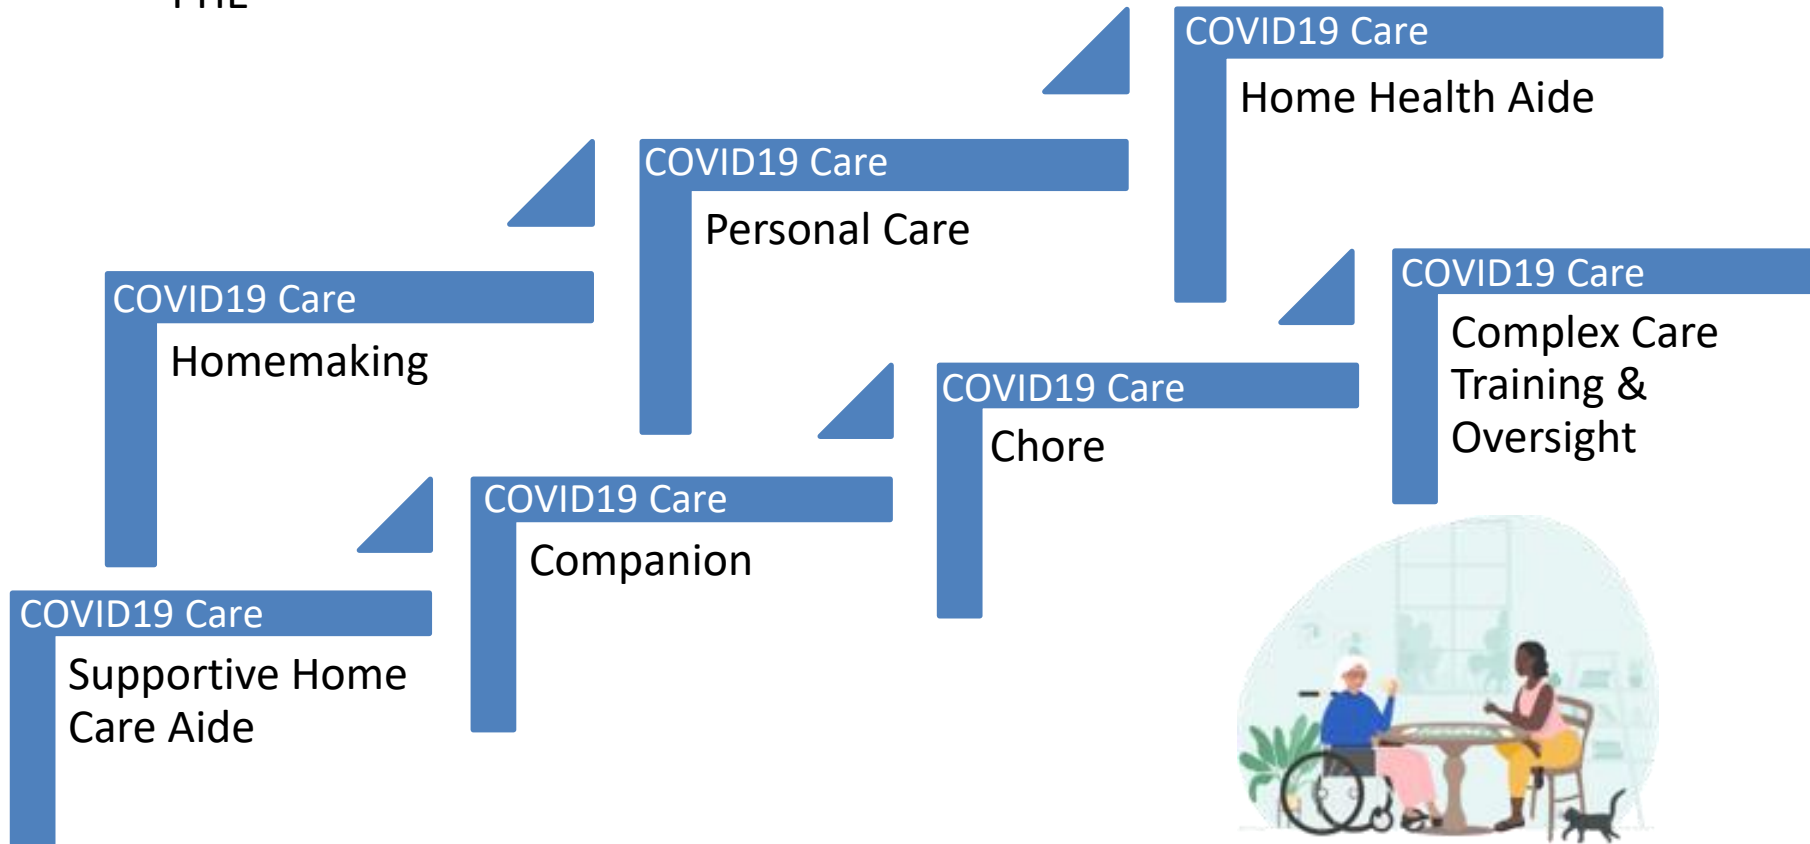 COVID19 Care
Home Health Aide
COVID19 Care
Personal Care
COVID19 Care
Homemaking
COVID19 Care
Complex Care
Training &
Oversight
COVID19 Care
Chore
COVID19 Care
Companion
COVID19 Care
Supportive Home
Care Aide